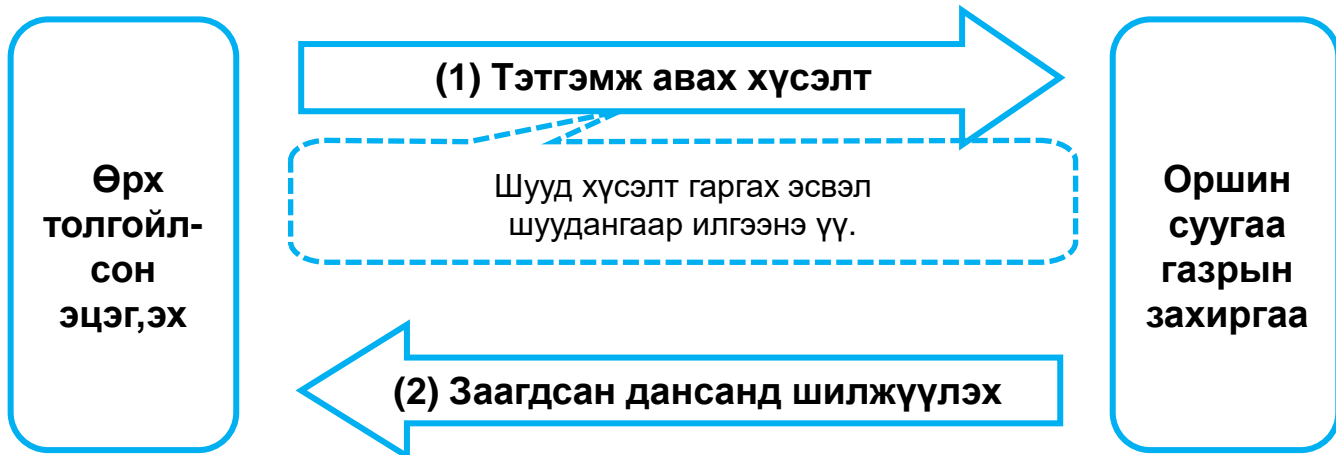 Өрх
толгойл-
сон
эцэг,эх
(1) Тэтгэмж авах хүсэлт
Шууд хүсэлт гаргах эсвэл
шуудангаар илгээнэ үү.
(2) Заагдсан дансанд шилжүүлэх
Оршин
суугаа
газрын
захиргаа